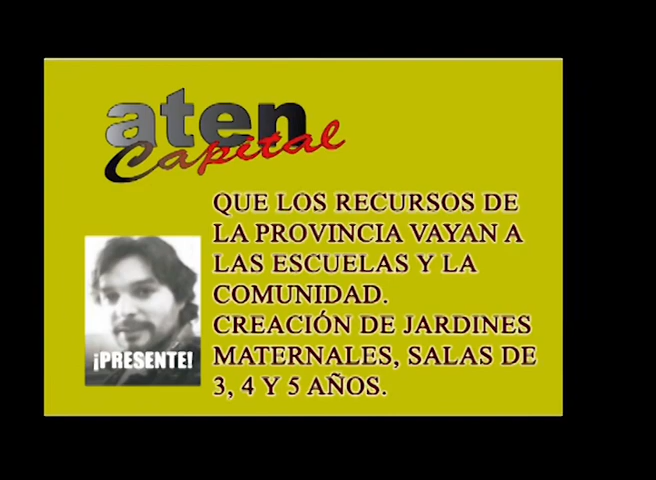 aten
Capital
QUE LOS RECURSOS DE
LA PROVINCIA VAYAN A
LAS ESCUELAS Y LA
COMUNIDAD.
CREACIÓN DE JARDINES
MATERNALES, SALAS DE
3, 4 Y 5 AÑOS.
¡PRESENTE!